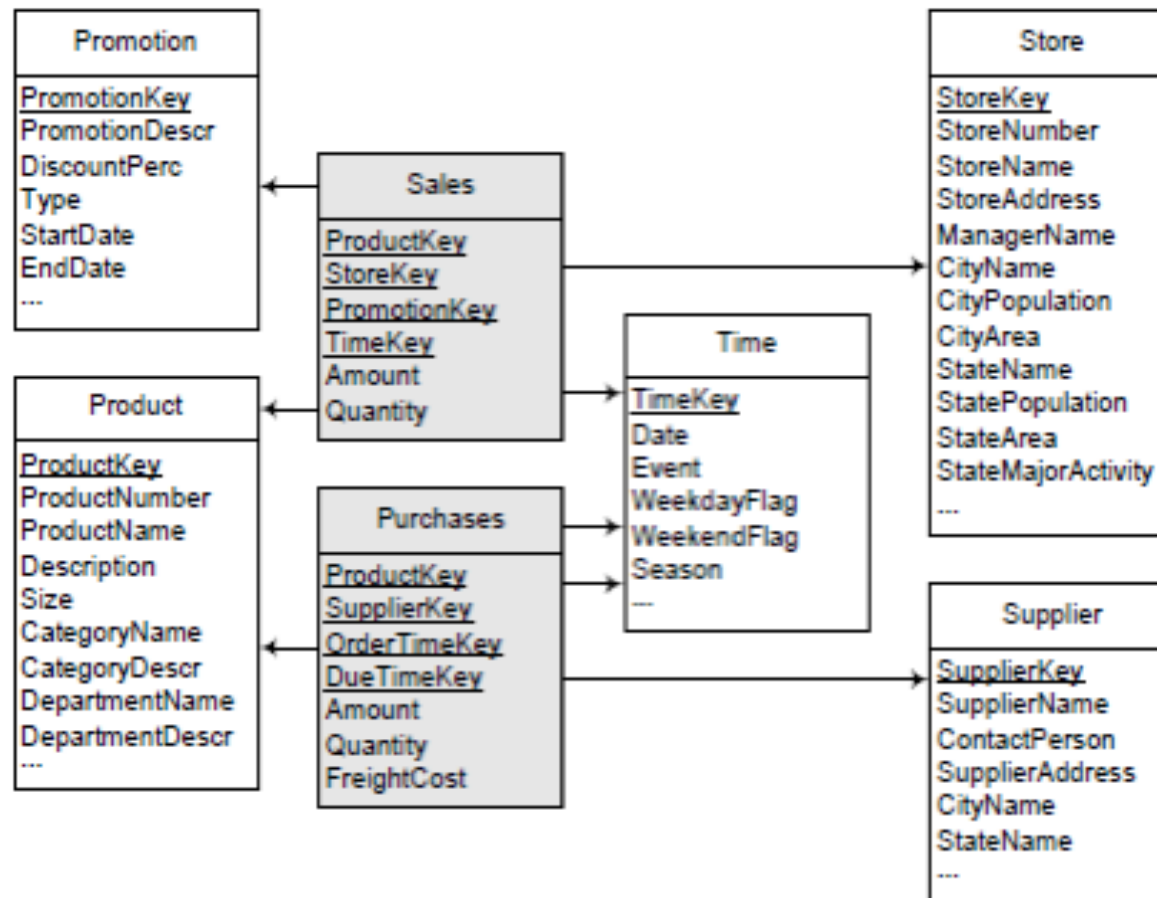 Promotion
PromotionKey
PromotionDescr
DiscountPerc
Type
StartDate
EndDate
...
Product
ProductKey
ProductNumber
ProductName
Description
Size
CategoryName
CategoryDescr
DepartmentName
DepartmentDescr
...
Sales
ProductKey
StoreKey
PromotionKey
TimeKey
Amount
Quantity
Purchases
ProductKey
SupplierKey
OrderTimeKey
DueTimeKey
Amount
Quantity
FreightCost
Time
TimeKey
Date
Event
WeekdayFlag
WeekendFlag
Season
...
Store
StoreKey
StoreNumber
StoreName
StoreAddress
ManagerName
CityName
CityPopulation
CityArea
StateName
StatePopulation
StateArea
StateMajorActivity
...
Supplier
SupplierKey
SupplierName
ContactPerson
SupplierAddress
CityName
StateName
...